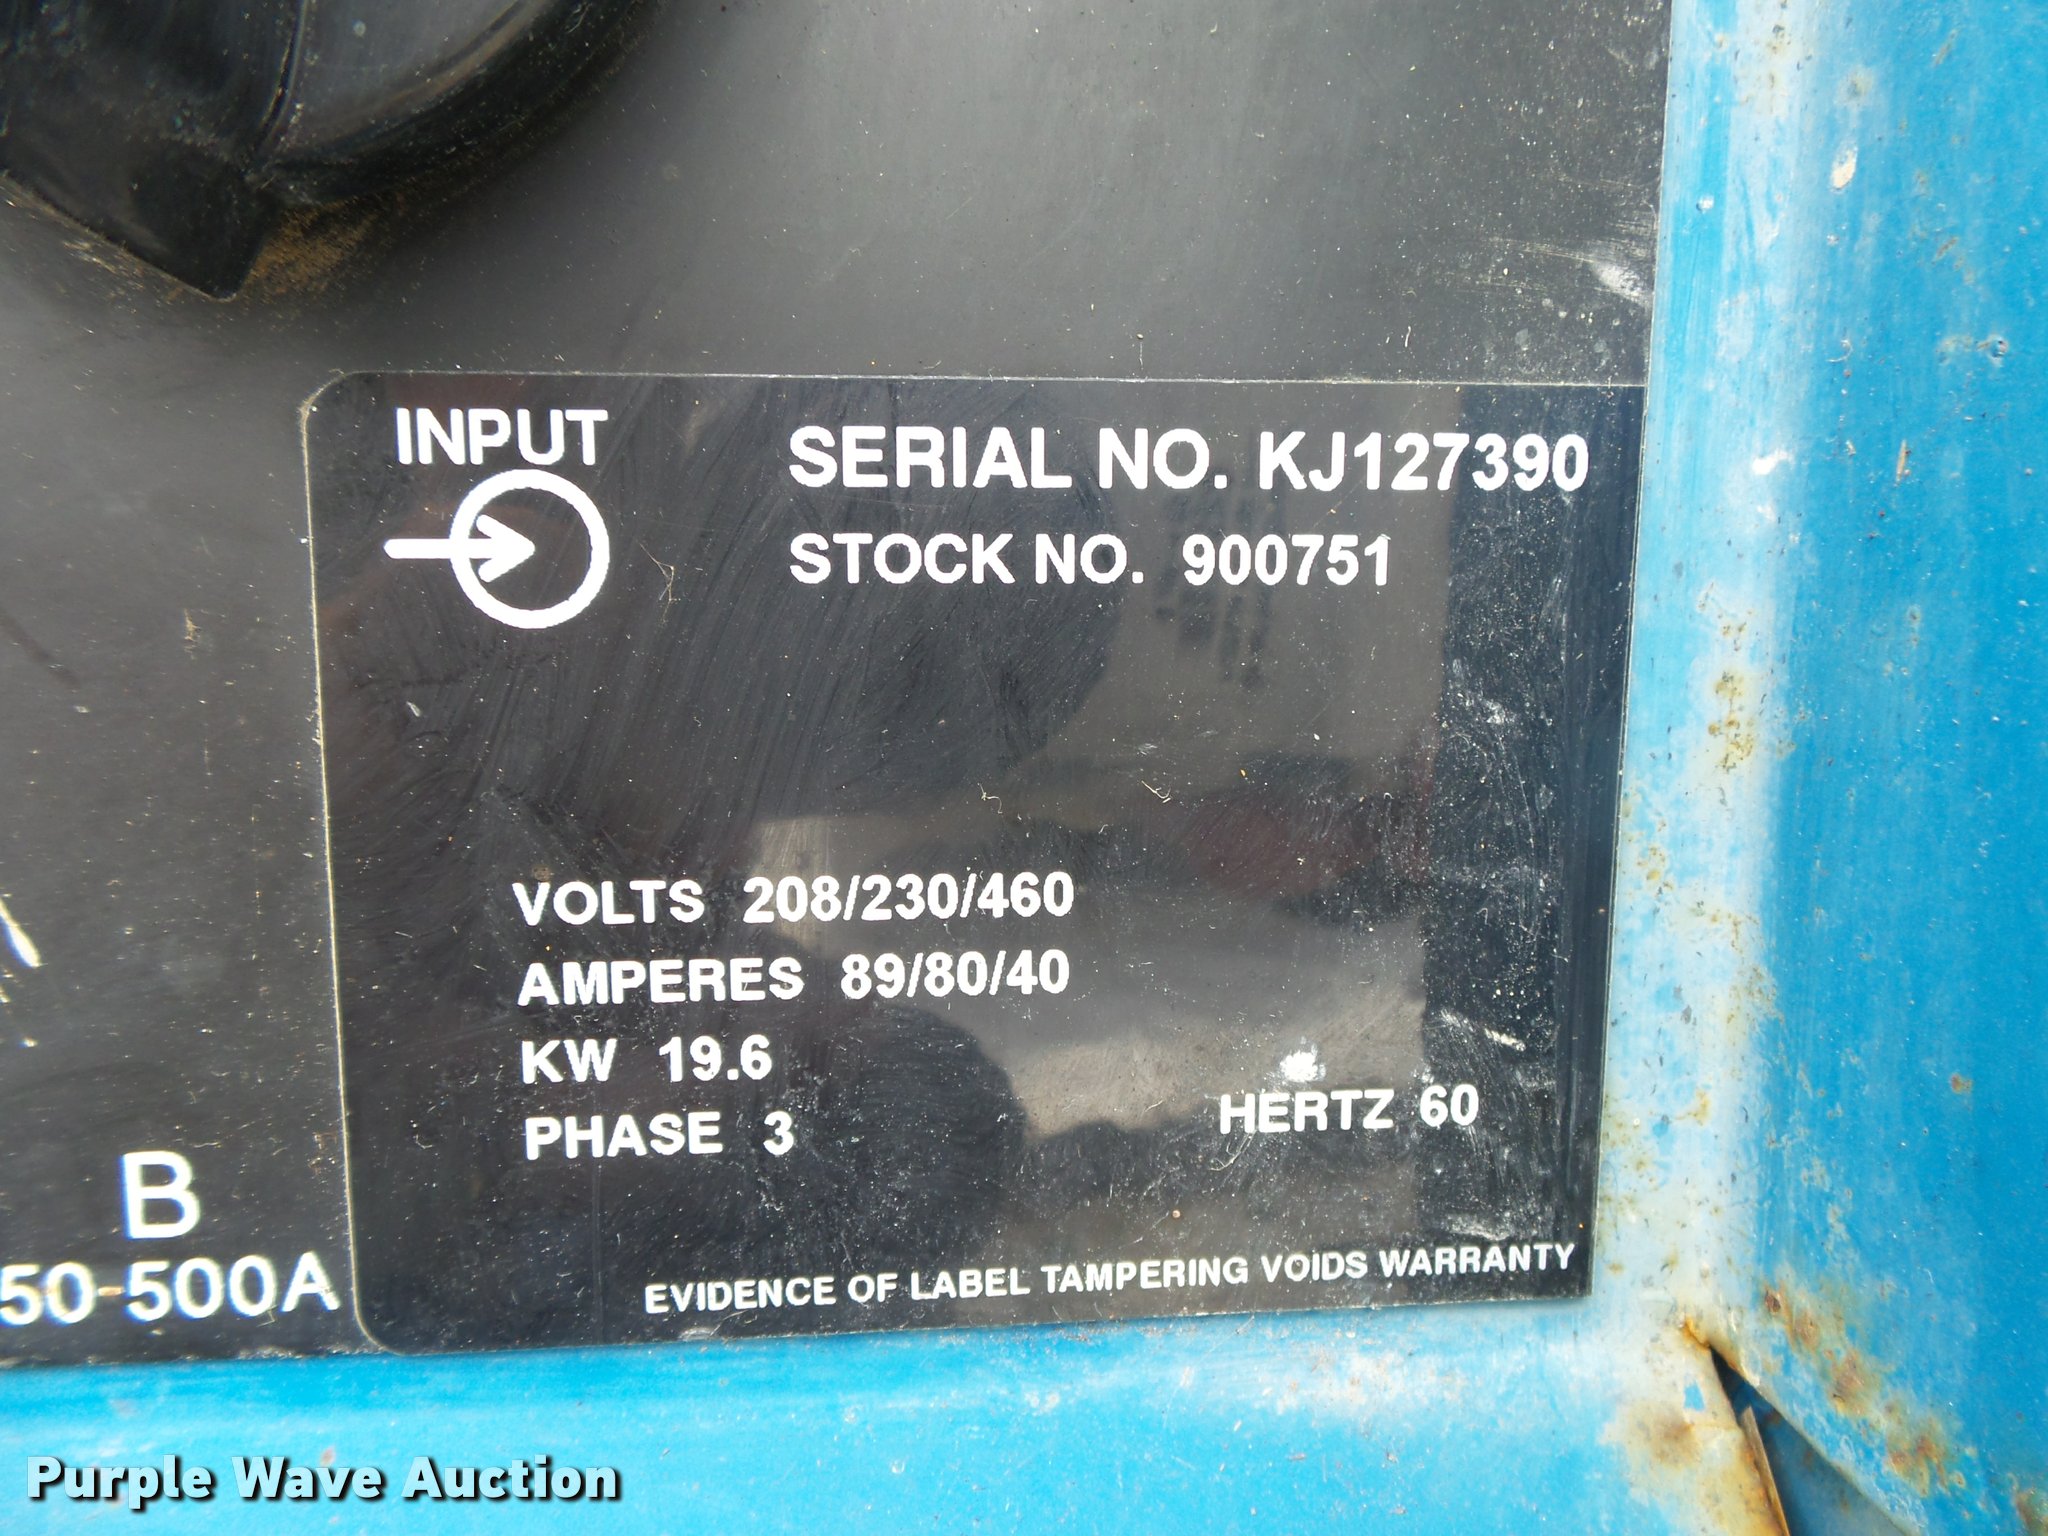 INPUT
SERIAL NO. KJ127390
STOCK NO. 900751
VOLTS 208/230/460
AMPERES 89/80/40
KW 19.6
PHASE 3
HERTZ 60
EVIDENCE OF LABEL TAMPERING VOIDS WARRANTY
B
50-500A
Purple Wave Auction